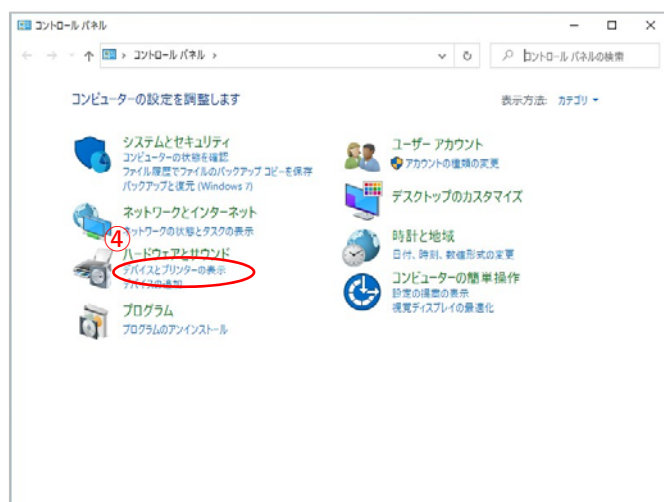 コントロール パネル
コントロール パネル
コントロール パネルの検索
コンピューターの設定を調整します
表示方法: カテゴリ
システムとセキュリティ
コンピューターの状態を確認
ファイル履歴でファイルのバックアップ コピーを保存
バックアップと復元 (Windows 7)
ネットワークとインターネット
ネットワークの状態とタスクの表示
④
ハードウェアとサウンド
デバイスとプリンターの表示
デバイスの追加
プログラム
プログラムのアンインストール
ユーザー アカウント
アカウントの種類の変更
デスクトップのカスタマイズ
時計と地域
日付、時刻、数値形式の変更
コンピューターの簡単操作
設定の提案の表示
視覚ディスプレイの最適化